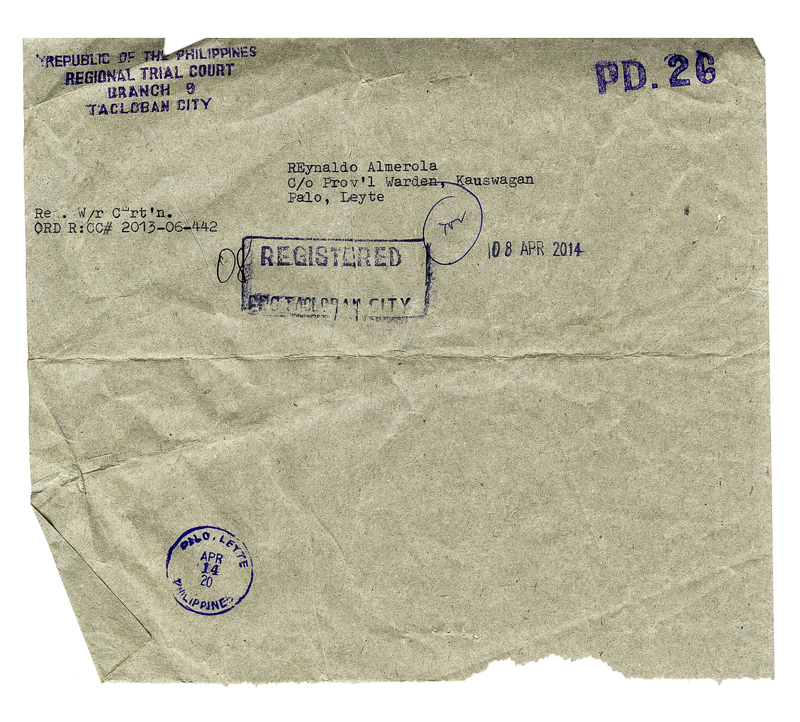 REPUBLIC OF THE PHILIPPINES
REGIONAL TRIAL COURT
BRANCH 9
TACLOBAN CITY
PD. 26
REynaldo Almerola
C/o Prov'l Warden, Kauswagan
Palo, Leyte
W/r
ORD R:CC# 2013-06-442
REGISTERED
TACLOBAN CITY
08 APR 2014
PALO, LEYTE
APR
14
20
PHILIPPINES